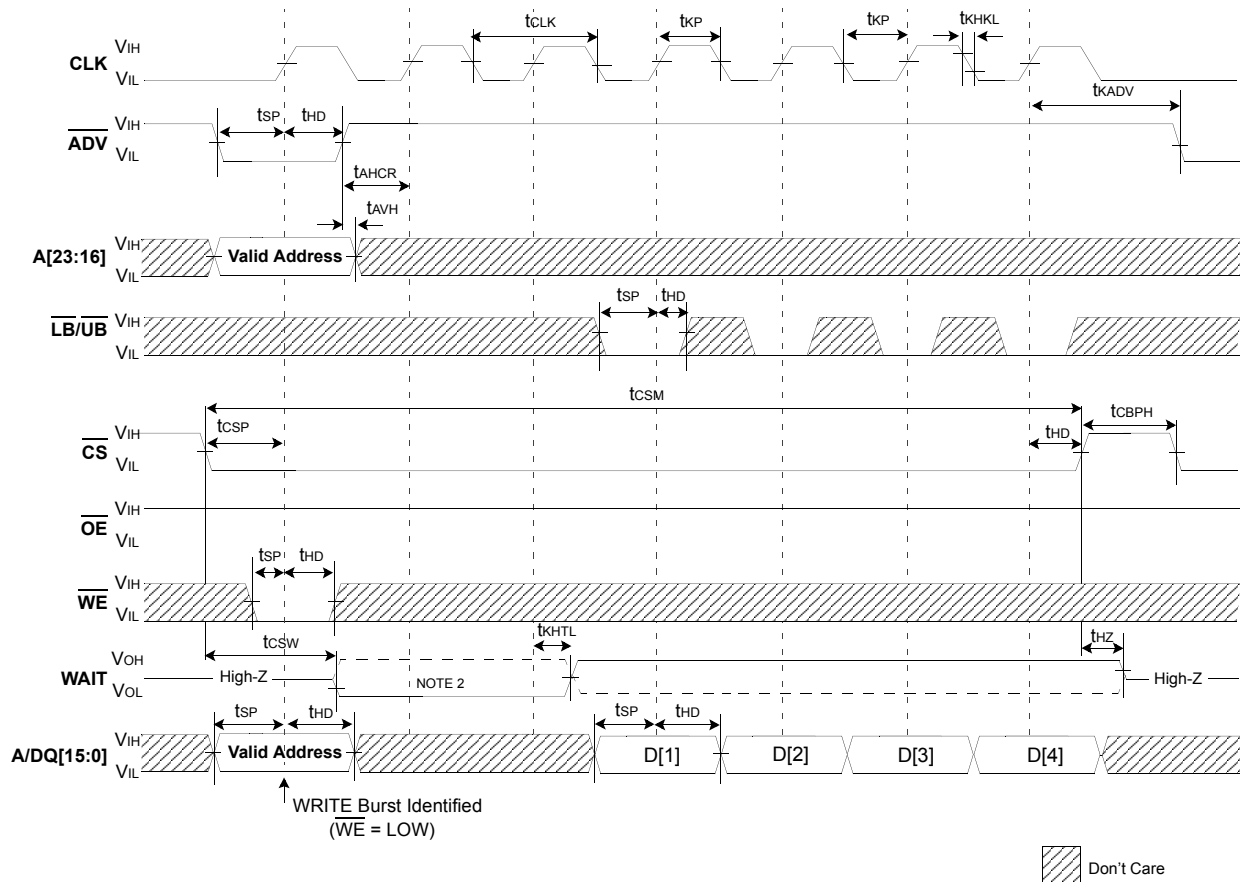 tCLK tKP tKP tKHKL
CLK VIH
VIL
tKADV
ADV VIH
VIL
tSP tHD
tAHCR
tAVH
A[23:16] VIH
VIL
Valid Address
tSP tHD
LB/UB VIH
VIL
tCSM
tCSP tHD tCBPH
CS VIH
VIL
OE VIH
VIL
tSP tHD
WE VIH
VIL
tCSW tKHTL tHZ
WAIT VOH
VOL
High-Z NOTE 2 High-Z
tSP tHD tSP tHD
A/DQ[15:0] VIH
VIL
Valid Address D[1] D[2] D[3] D[4]
WRITE Burst Identified
(WE = LOW)
Don't Care